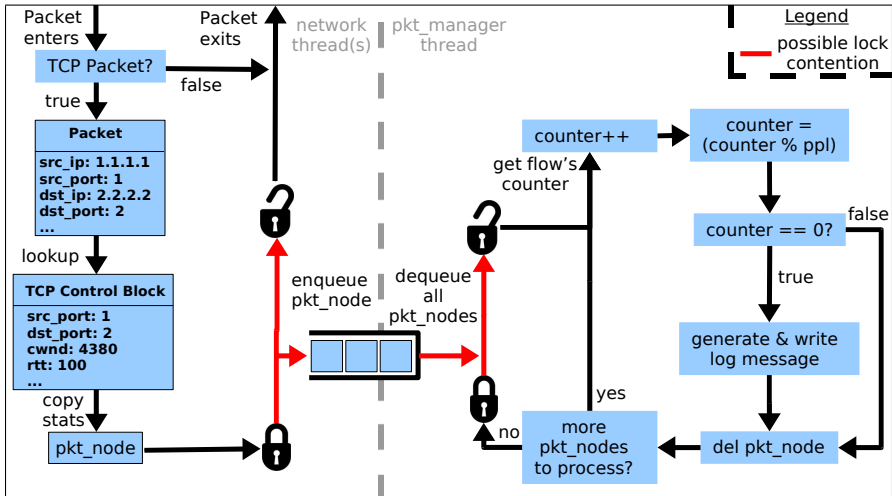 Packet
enters
TCP Packet?
true
false
Packet
exits
Packet
src_ip: 1.1.1.1
src_port: 1
dst_ip: 2.2.2.2
dst_port: 2
...
lookup
TCP Control Block
src_port: 1
dst_port: 2
cwnd: 4380
rtt: 100
...
copy
stats
pkt_node
network
thread(s)
enqueue
pkt_node
pkt_manager
thread
dequeue
all
pkt_nodes
get flow's
counter
counter++
counter =
(counter % ppl)
counter == 0?
false
true
generate & write
log message
del pkt_node
more
pkt_nodes
to process?
yes
no
Legend
possible lock
contention